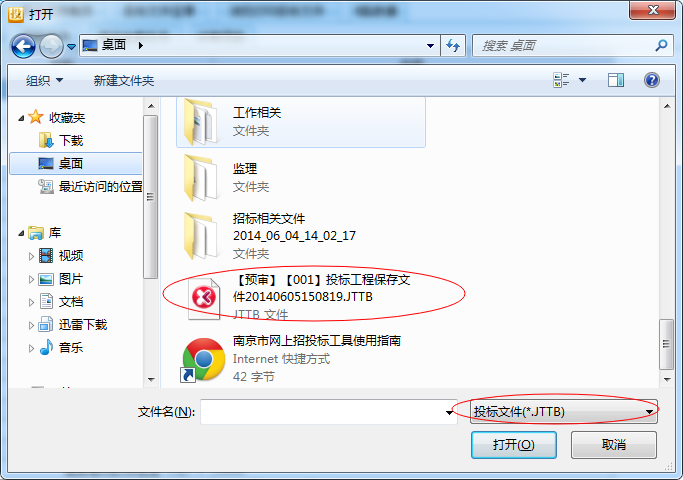 打开
桌面
搜索 桌面
组织
新建文件夹
收藏夹
下载
桌面
最近访问的位置
库
视频
图片
文档
迅雷下载
音乐
工作相关
文件夹
监理
文件夹
招标相关文件
2014_06_04_14_02_17
文件夹
【预审】【001】投标工程保存文
件20140605150819.JTTB
JTTB 文件
南京市网上招投标工具使用指南
Internet 快捷方式
42 字节
文件名(N):
投标文件(*.JTTB)
打开(O)
取消